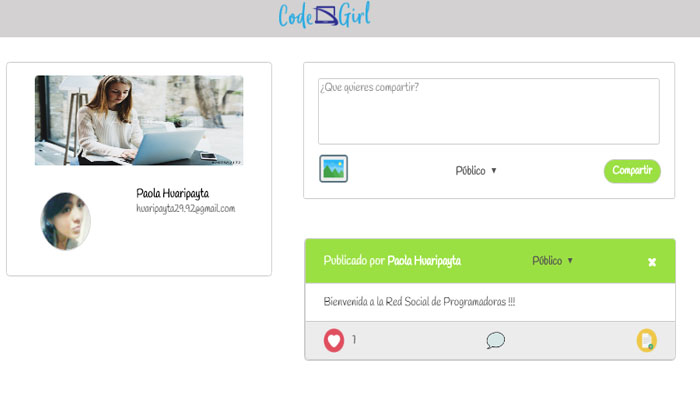 Code Girl
Paola Huaripayta
huaripayta29.92@gmail.com
¿Que quieres compartir?
Público ▼
Compartir
Publicado por Paola Huaripayta
Público ▼
Bienvenida a la Red Social de Programadoras !!!
1